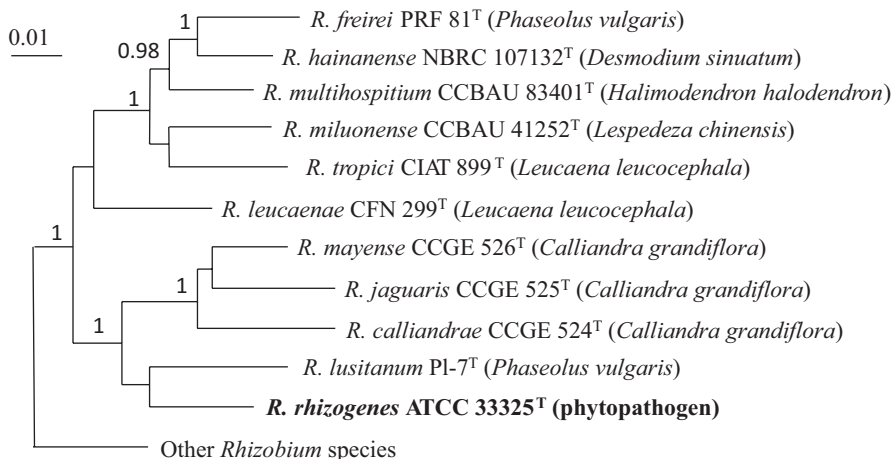 1
R. freirei PRF 81ᵀ (Phaseolus vulgaris)
0.01
0.98
R. hainanense NBRC 107132ᵀ (Desmodium sinuatum)
1
R. multihospitium CCBAU 83401ᵀ (Halimodendron halodendron)
R. miluonense CCBAU 41252ᵀ (Lespedeza chinensis)
R. tropici CIAT 899ᵀ (Leucaena leucocephala)
R. leucaenae CFN 299ᵀ (Leucaena leucocephala)
1
R. mayense CCGE 526ᵀ (Calliandra grandiflora)
1
R. jaguaris CCGE 525ᵀ (Calliandra grandiflora)
1
R. calliandrae CCGE 524ᵀ (Calliandra grandiflora)
R. lusitanum Pl-7ᵀ (Phaseolus vulgaris)
R. rhizogenes ATCC 33325ᵀ (phytopathogen)
Other Rhizobium species